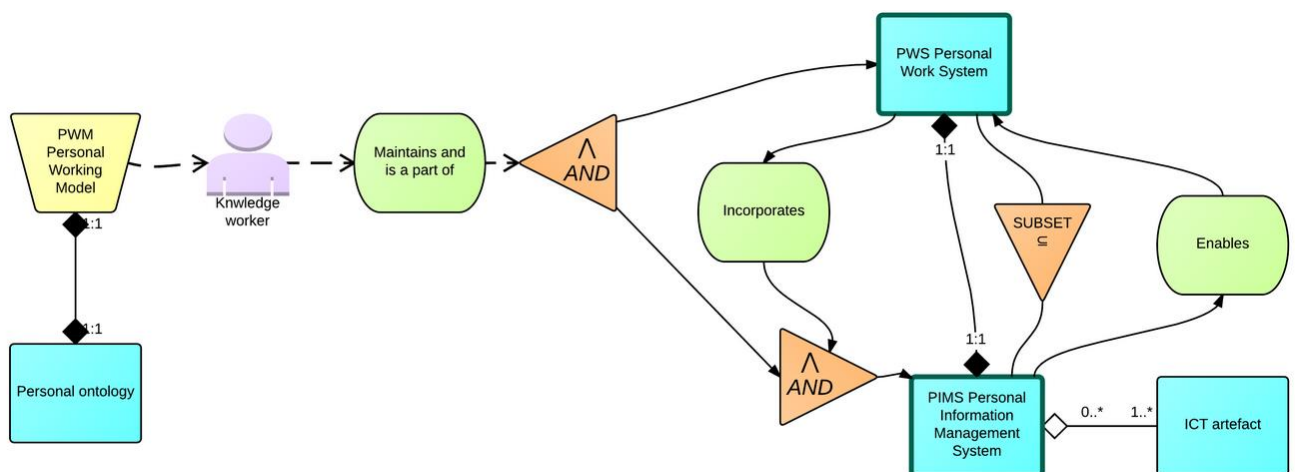 PWS Personal
Work System
PWM
Personal
Working
Model
Knwledge
worker
Maintains and
is a part of
Λ
AND
Incorporates
1:1
SUBSET
⊆
Enables
1:1
1:1
Personal ontology
1:1
Λ
AND
PIMS Personal
Information
Management
System
0..*
1..*
ICT artefact